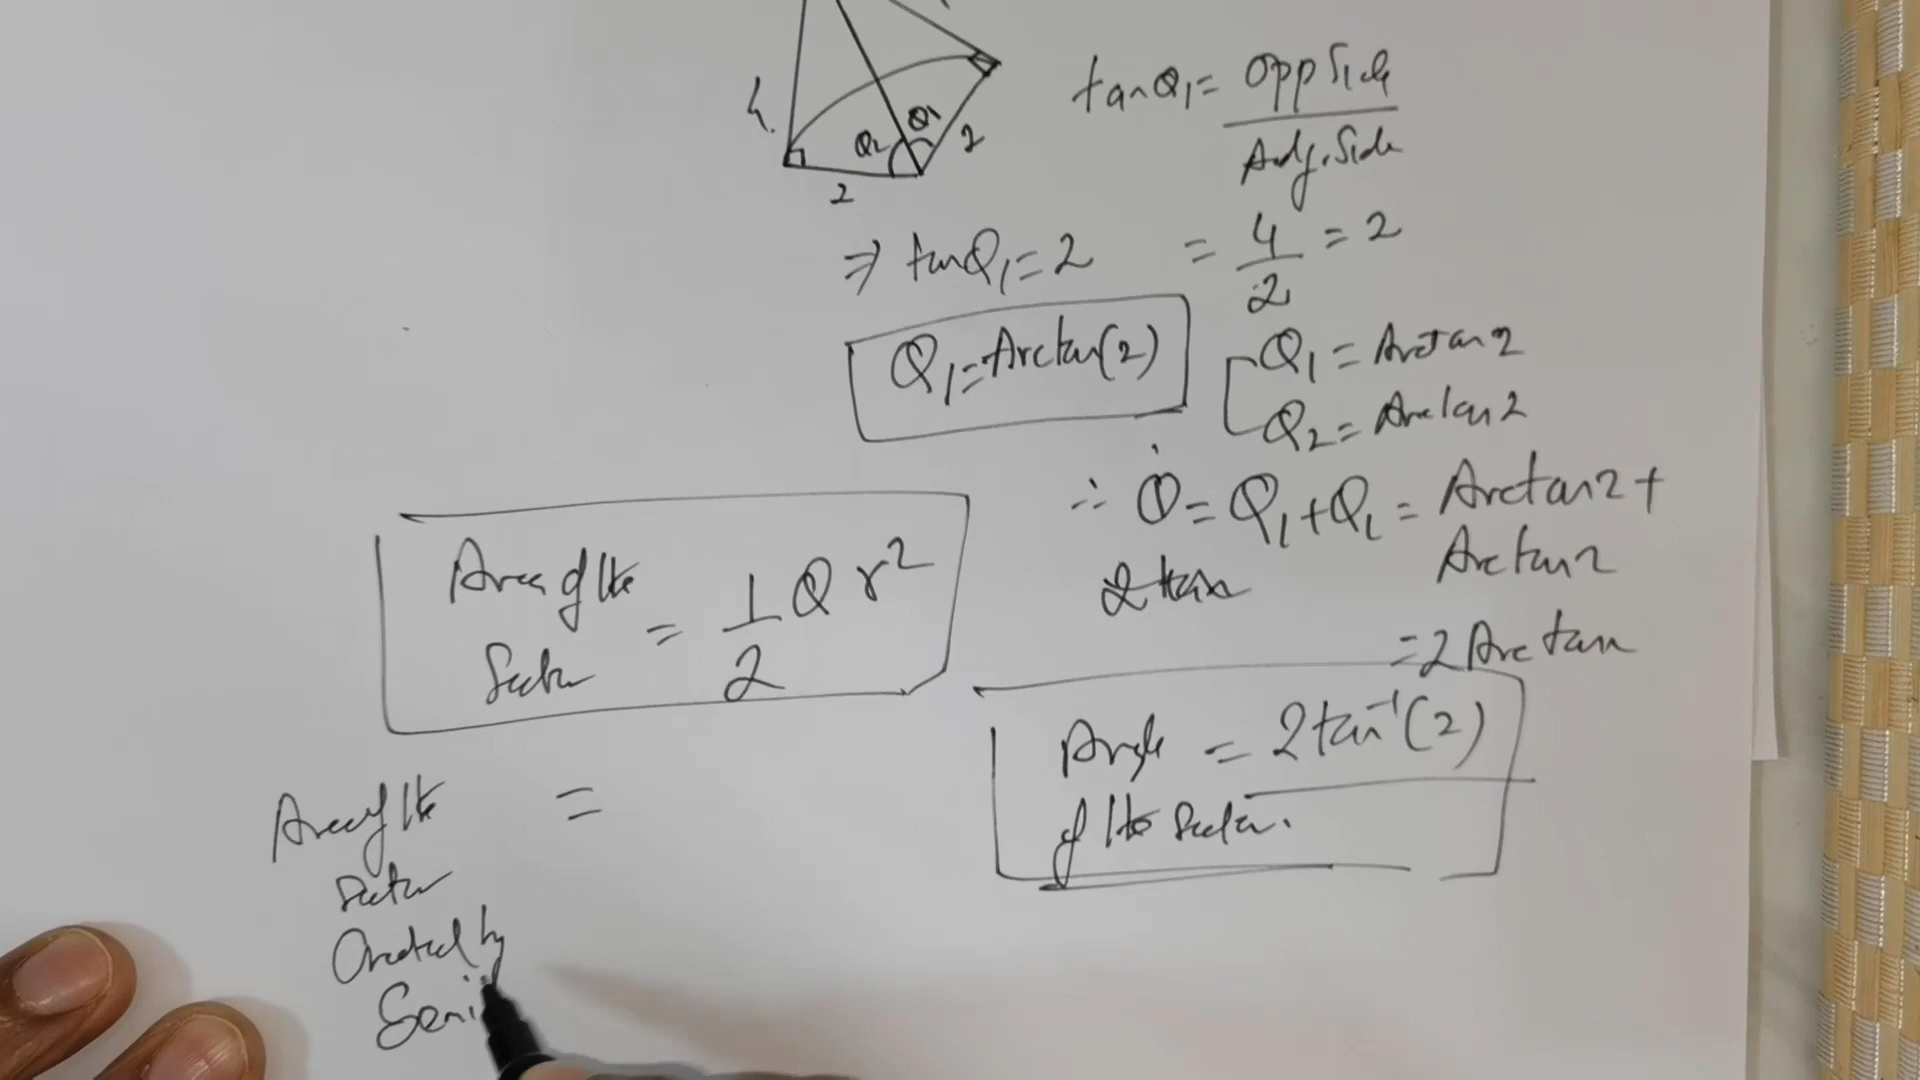 4.
Q2 Q1 2
2
tanQ1 = Opp Side
Adj. Side
= 4/2 = 2
⇒ tanQ1 = 2
Q1 = Arctan(2)
Q1 = Arctan 2
Q2 = Arctan 2
∴ Q = Q1 + Q2 = Arctan 2 +
Arctan 2
2 tan
= 2 Arctan
Angle = 2 tan⁻¹(2)
of the Sector.
Area of the
Sector = 1/2 Q r²
Area of the =
Sector
Created by
Semi